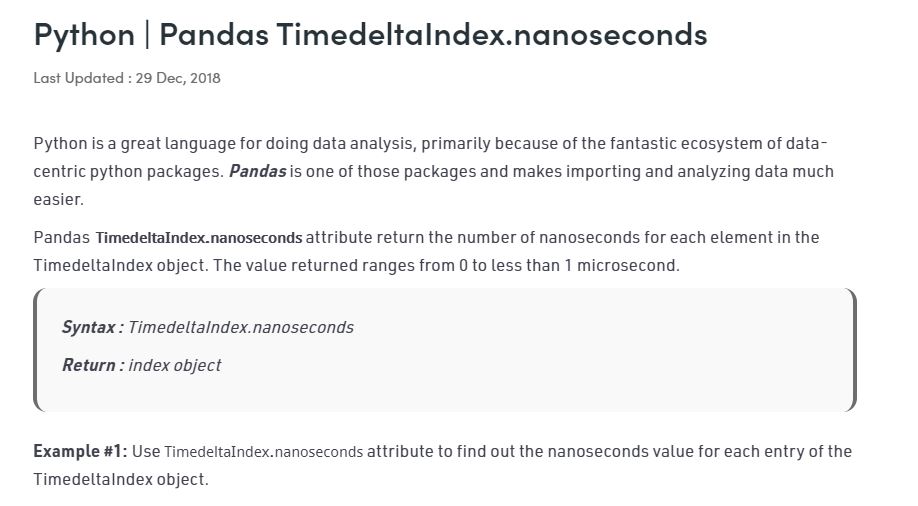 Python | Pandas TimedeltaIndex.nanoseconds
Last Updated : 29 Dec, 2018
Python is a great language for doing data analysis, primarily because of the fantastic ecosystem of data-
centric python packages. Pandas is one of those packages and makes importing and analyzing data much
easier.
Pandas TimedeltaIndex.nanoseconds attribute return the number of nanoseconds for each element in the
TimedeltaIndex object. The value returned ranges from 0 to less than 1 microsecond.
Syntax : TimedeltaIndex.nanoseconds
Return : index object
Example #1: Use TimedeltaIndex.nanoseconds attribute to find out the nanoseconds value for each entry of the
TimedeltaIndex object.